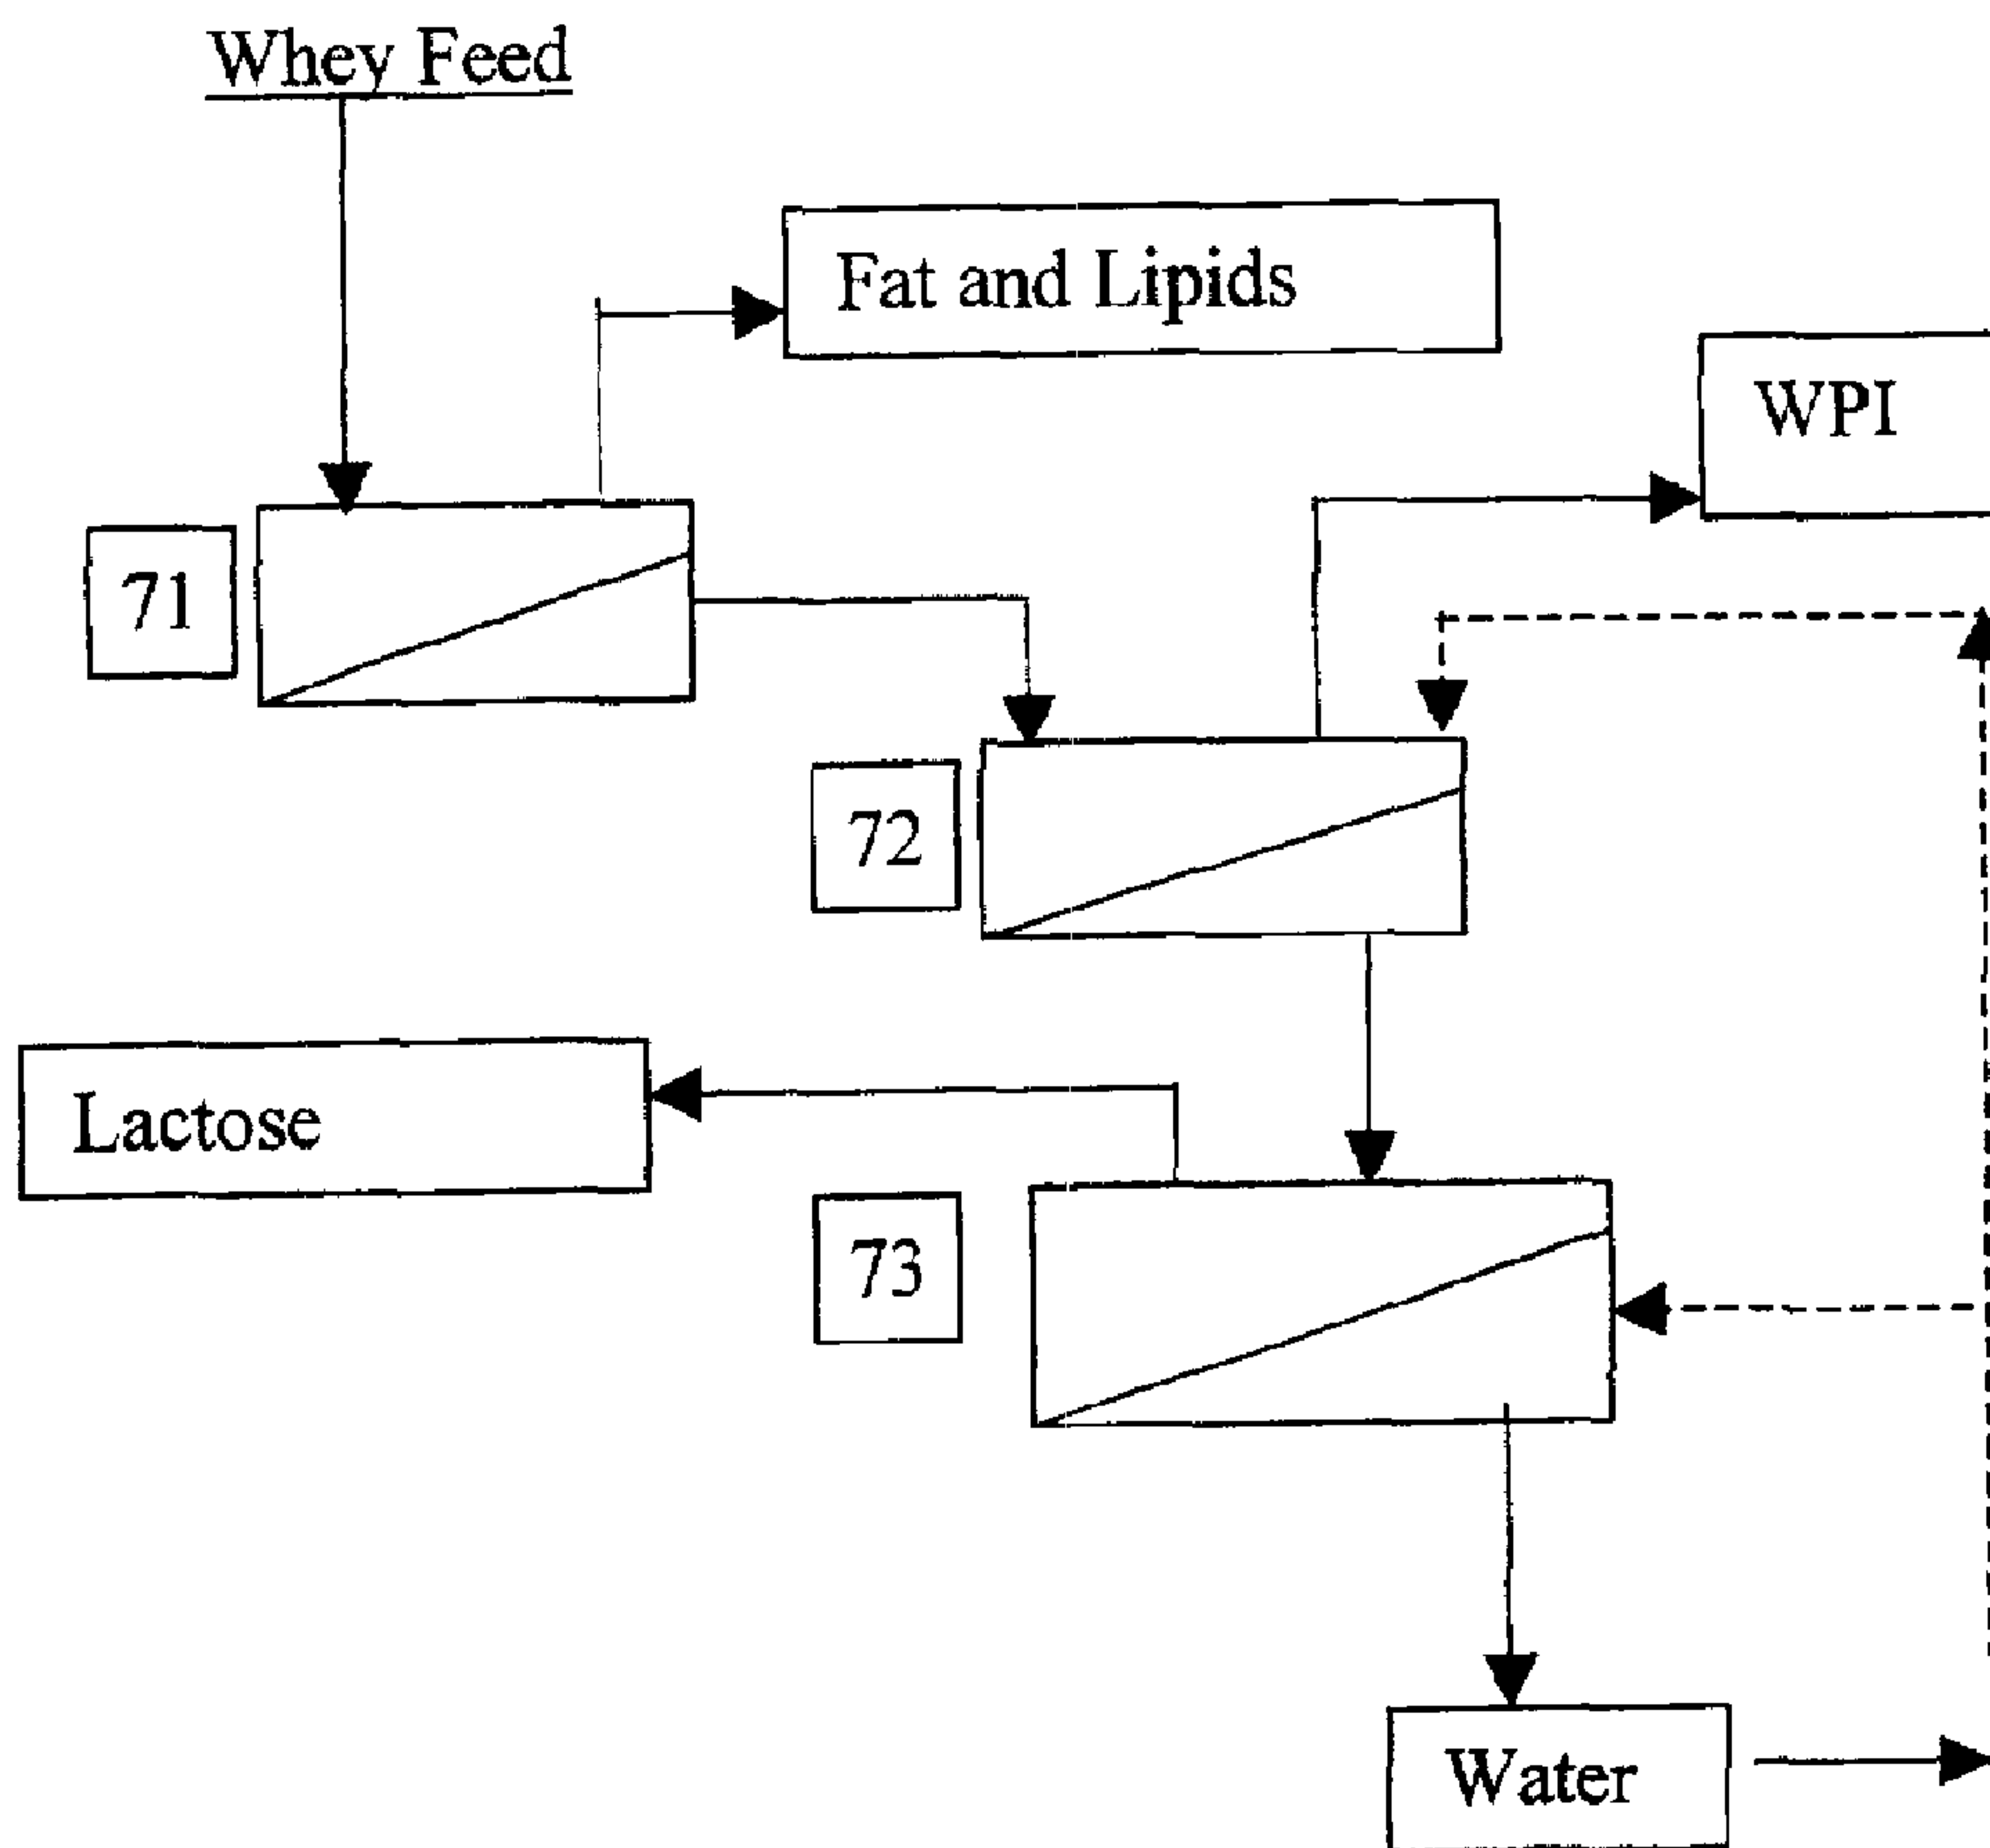 Whey Feed
Fat and Lipids
WPI
71
72
Lactose
73
Water